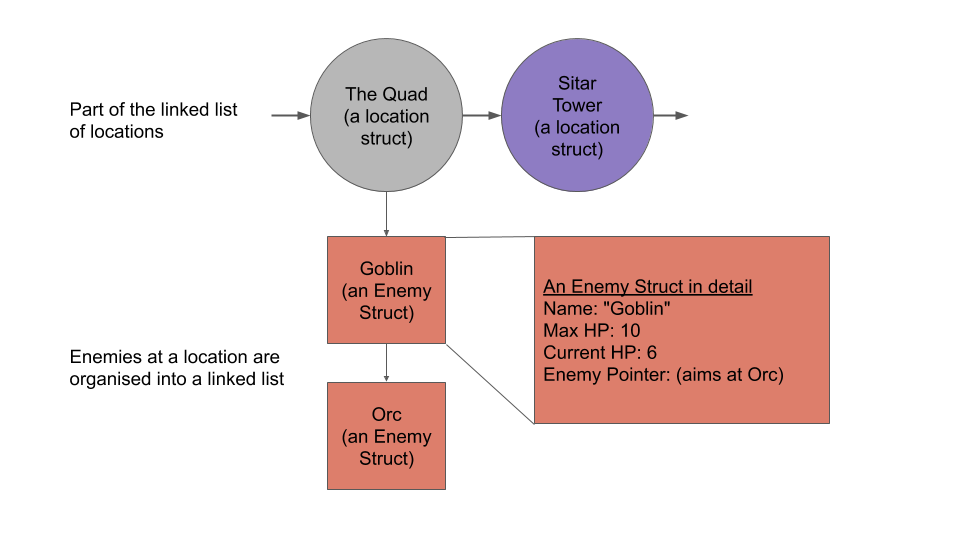 Part of the linked list
of locations
The Quad
(a location
struct)
Sitar
Tower
(a location
struct)
Goblin
(an Enemy
Struct)
An Enemy Struct in detail
Name: "Goblin"
Max HP: 10
Current HP: 6
Enemy Pointer: (aims at Orc)
Enemies at a location are
organised into a linked list
Orc
(an Enemy
Struct)